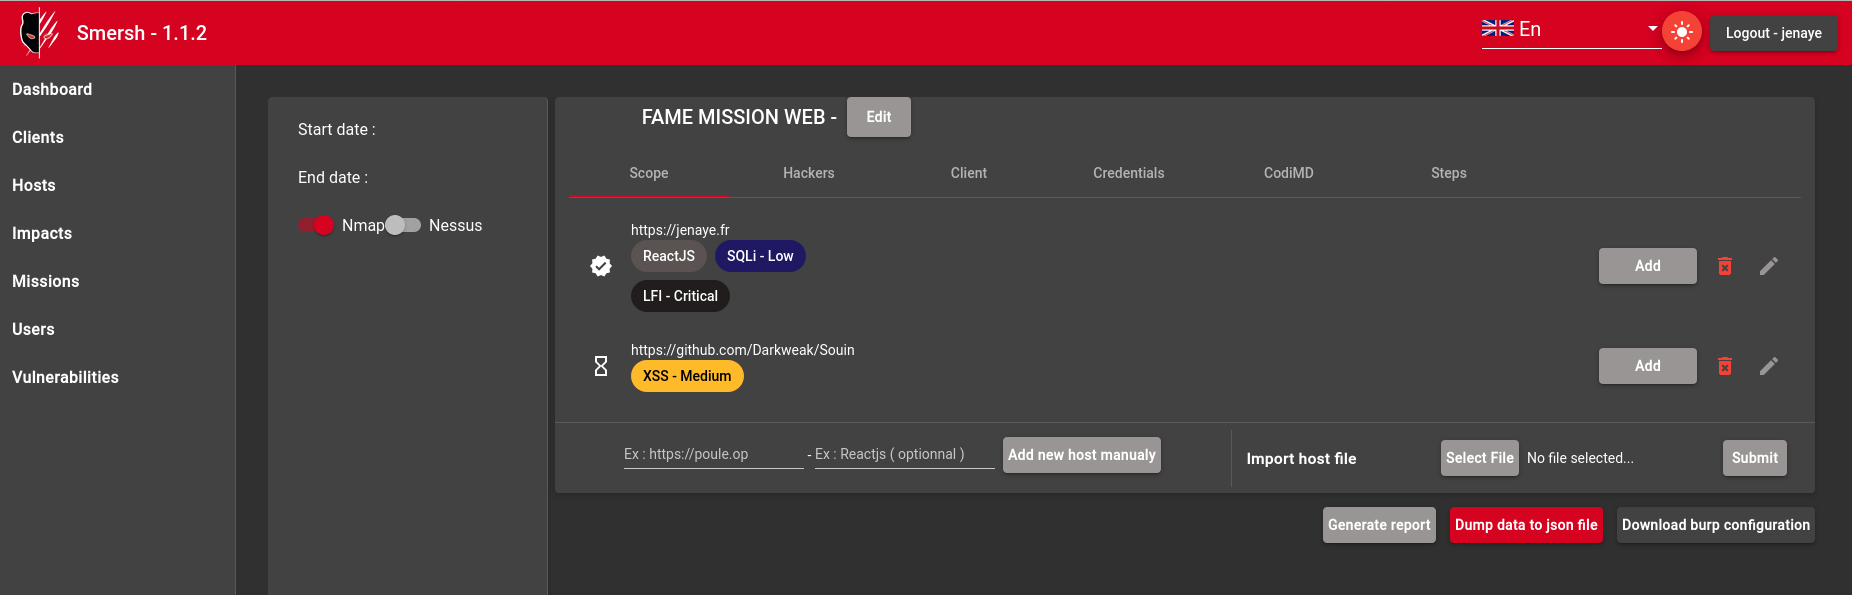 Smersh - 1.1.2
En
Logout - jenaye
Dashboard
Clients
Hosts
Impacts
Missions
Users
Vulnerabilities
Start date :
End date :
Nmap Nessus
FAME MISSION WEB - Edit
Scope Hackers Client Credentials CodiMD Steps
https://jenaye.fr
ReactJS SQLi - Low
LFI - Critical
Add
https://github.com/Darkweak/Souin
XSS - Medium
Add
Ex : https://poule.op - Ex : Reactjs ( optionnal ) Add new host manualy
Import host file Select File No file selected... Submit
Generate report Dump data to json file Download burp configuration